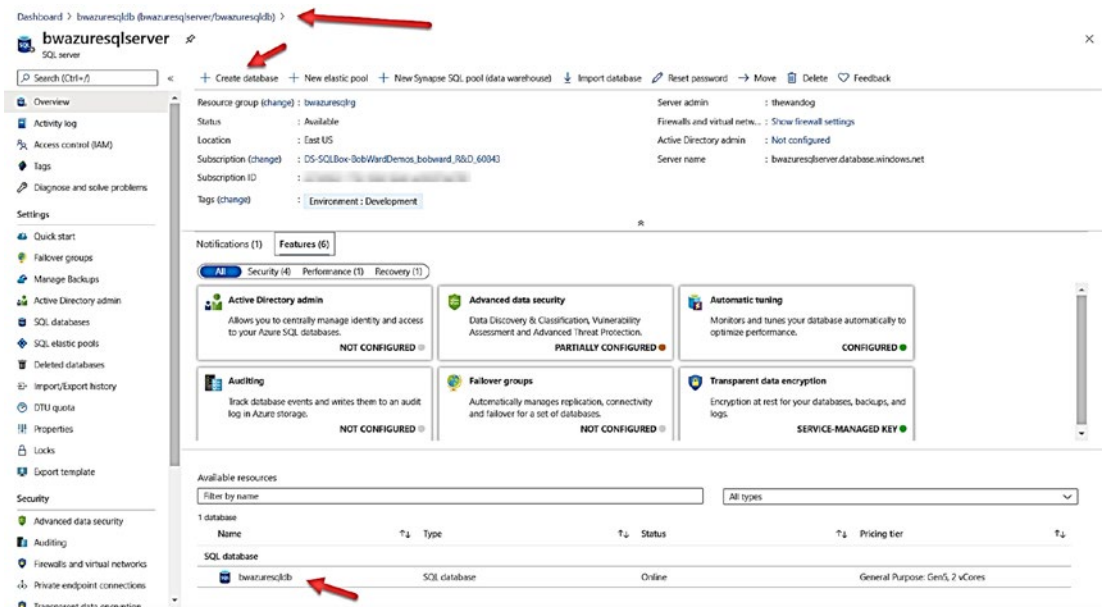 Dashboard > bwazuresqldb (bwazuresqlserver/bwazuresqldb) >
bwazuresqlserver
SQL server
Search (Ctrl+/)
Overview
Activity log
Access control (IAM)
Tags
Diagnose and solve problems
Settings
Quick start
Failover groups
Manage Backups
Active Directory admin
SQL databases
SQL elastic pools
Deleted databases
Import/Export history
DTU quota
Properties
Locks
Export template
Security
Advanced data security
Auditing
Firewalls and virtual networks
Private endpoint connections
Transparent data encryption
+ Create database + New elastic pool + New Synapse SQL pool (data warehouse) Import database Reset password Move Delete Feedback
Resource group (change) : bwazuresqlrg
Status : Available
Location : East US
Subscription (change) : DS-SQLBox-BobWardDemos_bobward_R&D_60843
Subscription ID :
Tags (change) : Environment : Development
Server admin : thewandog
Firewalls and virtual netw... : Show firewall settings
Active Directory admin : Not configured
Server name : bwazuresqlserver.database.windows.net
Notifications (1) Features (6)
All Security (4) Performance (1) Recovery (1)
Active Directory admin
Allows you to centrally manage identity and access
to your Azure SQL databases.
NOT CONFIGURED
Advanced data security
Data Discovery & Classification, Vulnerability
Assessment and Advanced Threat Protection.
PARTIALLY CONFIGURED
Automatic tuning
Monitors and tunes your database automatically to
optimize performance.
CONFIGURED
Auditing
Track database events and writes them to an audit
log in Azure storage.
NOT CONFIGURED
Failover groups
Automatically manages replication, connectivity
and failover for a set of databases.
NOT CONFIGURED
Transparent data encryption
Encryption at rest for your databases, backups, and
logs.
SERVICE-MANAGED KEY
Available resources
Filter by name All types
1 database
Name Type Status Pricing tier
SQL database
bwazuresqldb SQL database Online General Purpose: Gen5, 2 vCores